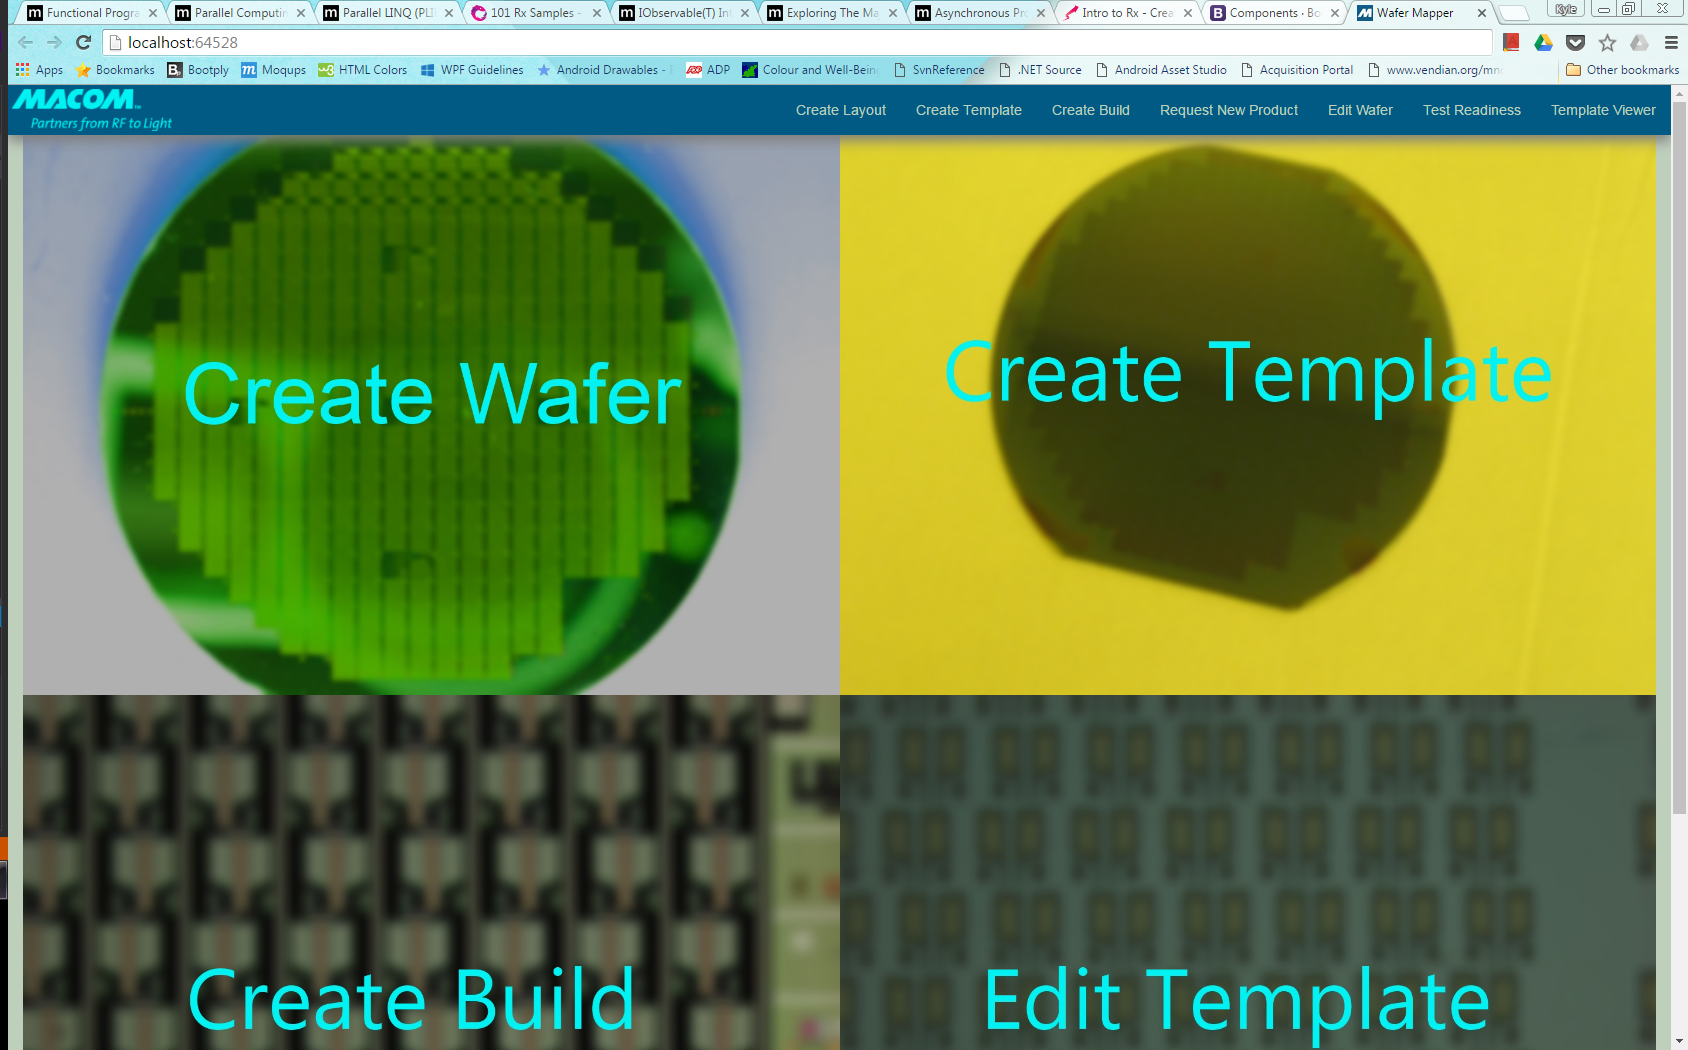 Functional Progra
Parallel Computin
Parallel LINQ (PLI
101 Rx Samples -
IObservable(T) Int
Exploring The Ma
Asynchronous Pro
Intro to Rx - Crea
Components · Bo
Wafer Mapper
Kyle
localhost:64528
Apps
Bookmarks
Bootply
Moqups
HTML Colors
WPF Guidelines
Android Drawables -
ADP
Colour and Well-Bein
SvnReference
.NET Source
Android Asset Studio
Acquisition Portal
www.vendian.org/mn
Other bookmarks
MACOM™
Partners from RF to Light
Create Layout
Create Template
Create Build
Request New Product
Edit Wafer
Test Readiness
Template Viewer
Create Wafer
Create Template
Create Build
Edit Template